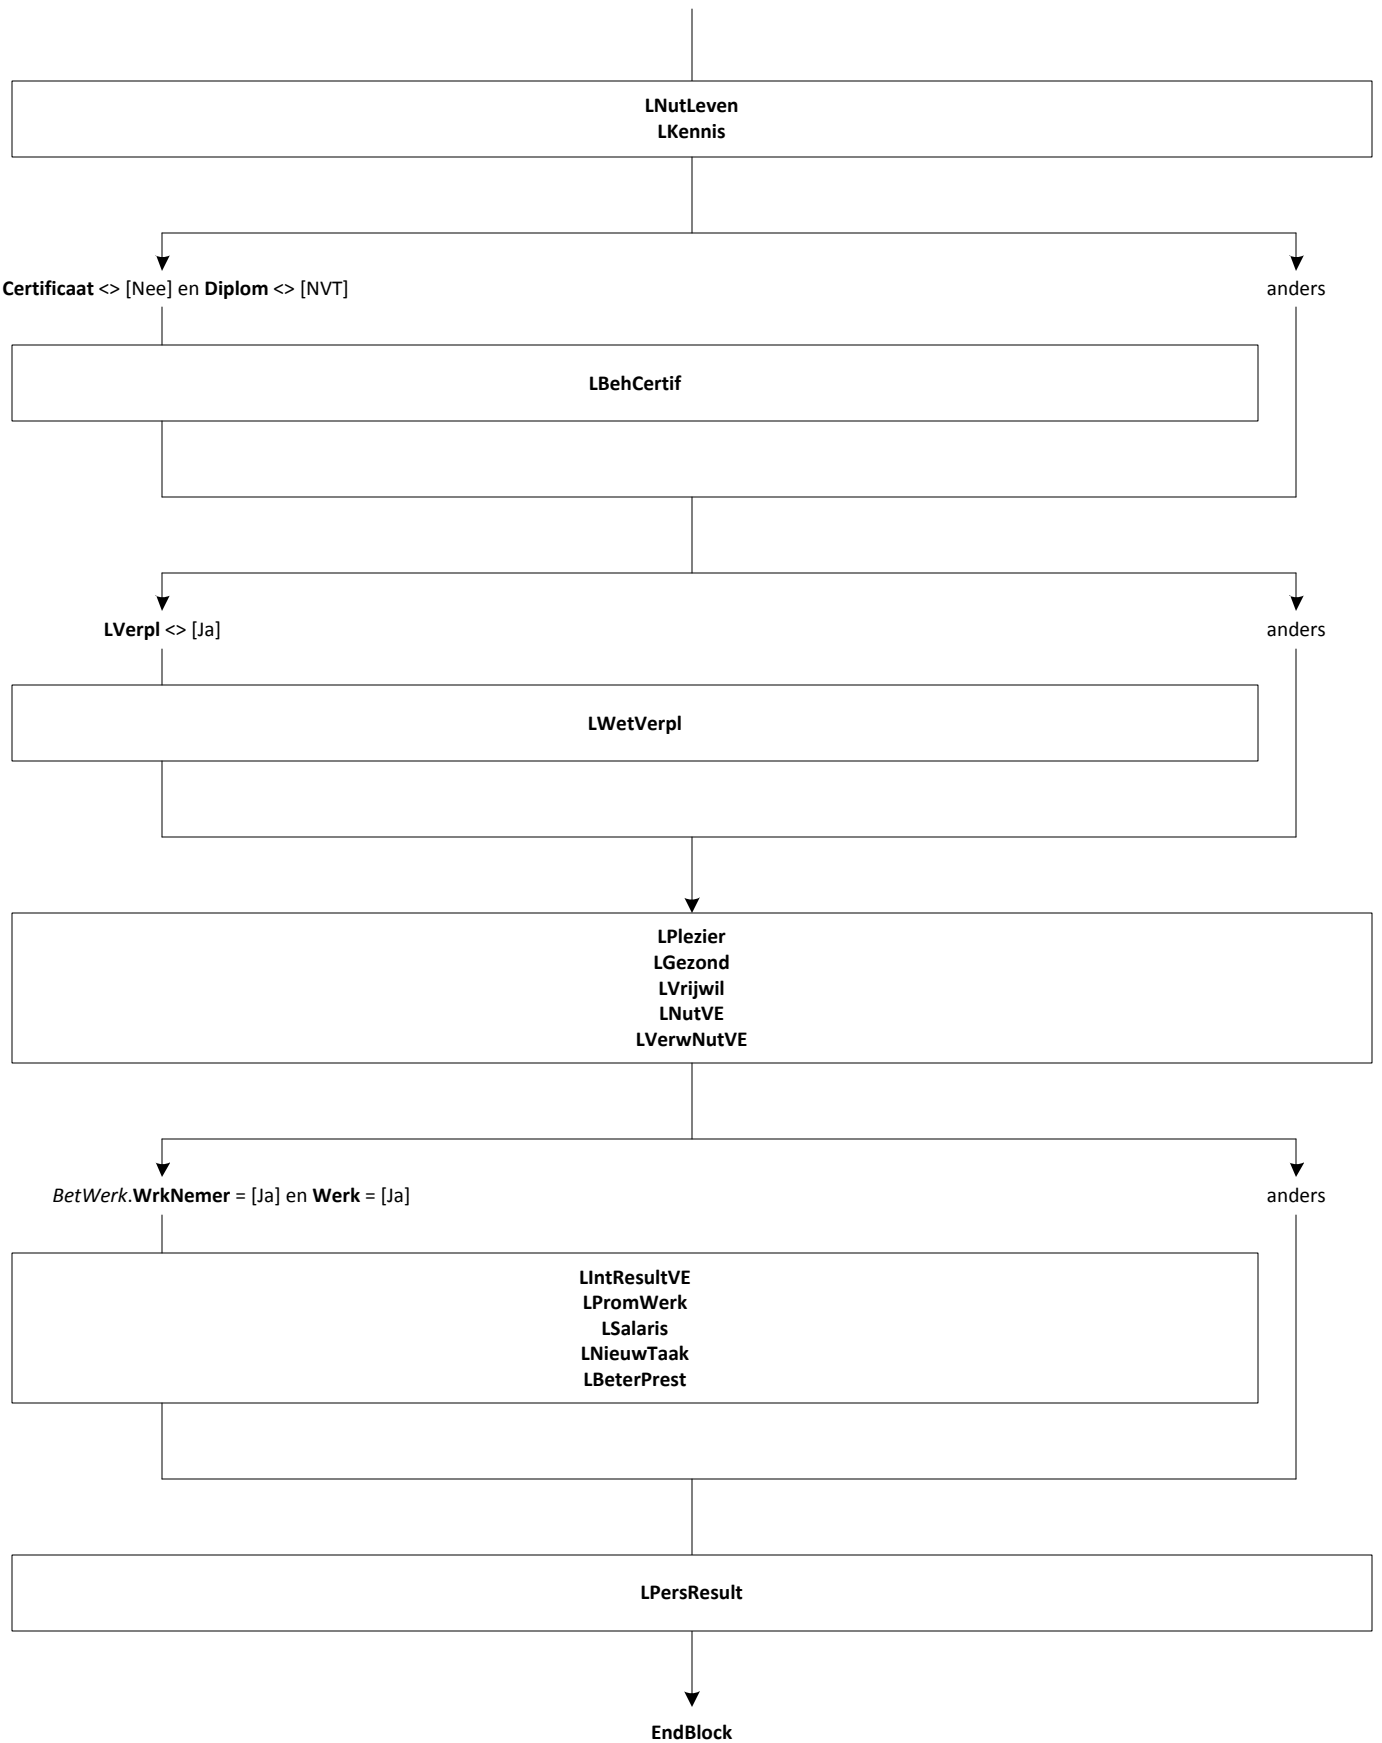 LNutLeven
LKennis
Certificaat <> [Nee] en Diplom <> [NVT]
anders
LBehCertif
LVerpl <> [Ja]
anders
LWetVerpl
LPlezier
LGezond
LVrijwil
LNutVE
LVerwNutVE
BetWerk.WrkNemer = [Ja] en Werk = [Ja]
anders
LIntResultVE
LPromWerk
LSalaris
LNieuwTaak
LBeterPrest
LPersResult
EndBlock